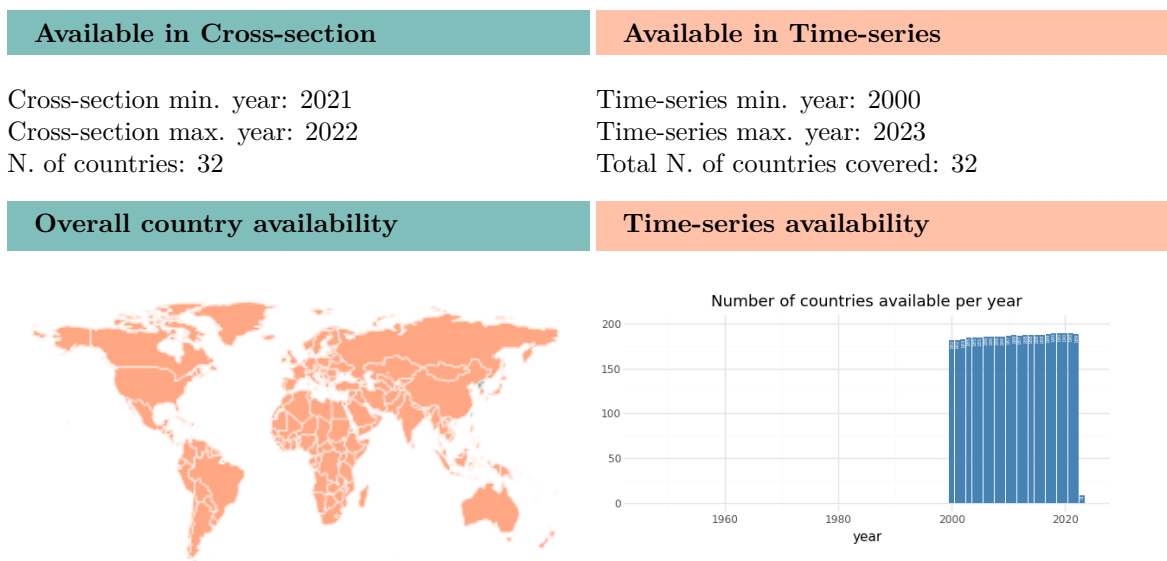 Available in Cross-section
Available in Time-series
Cross-section min. year: 2021
Cross-section max. year: 2022
N. of countries: 32
Time-series min. year: 2000
Time-series max. year: 2023
Total N. of countries covered: 32
Overall country availability
Time-series availability
Number of countries available per year
200
150
100
50
0
1960
1980
2000
2020
year